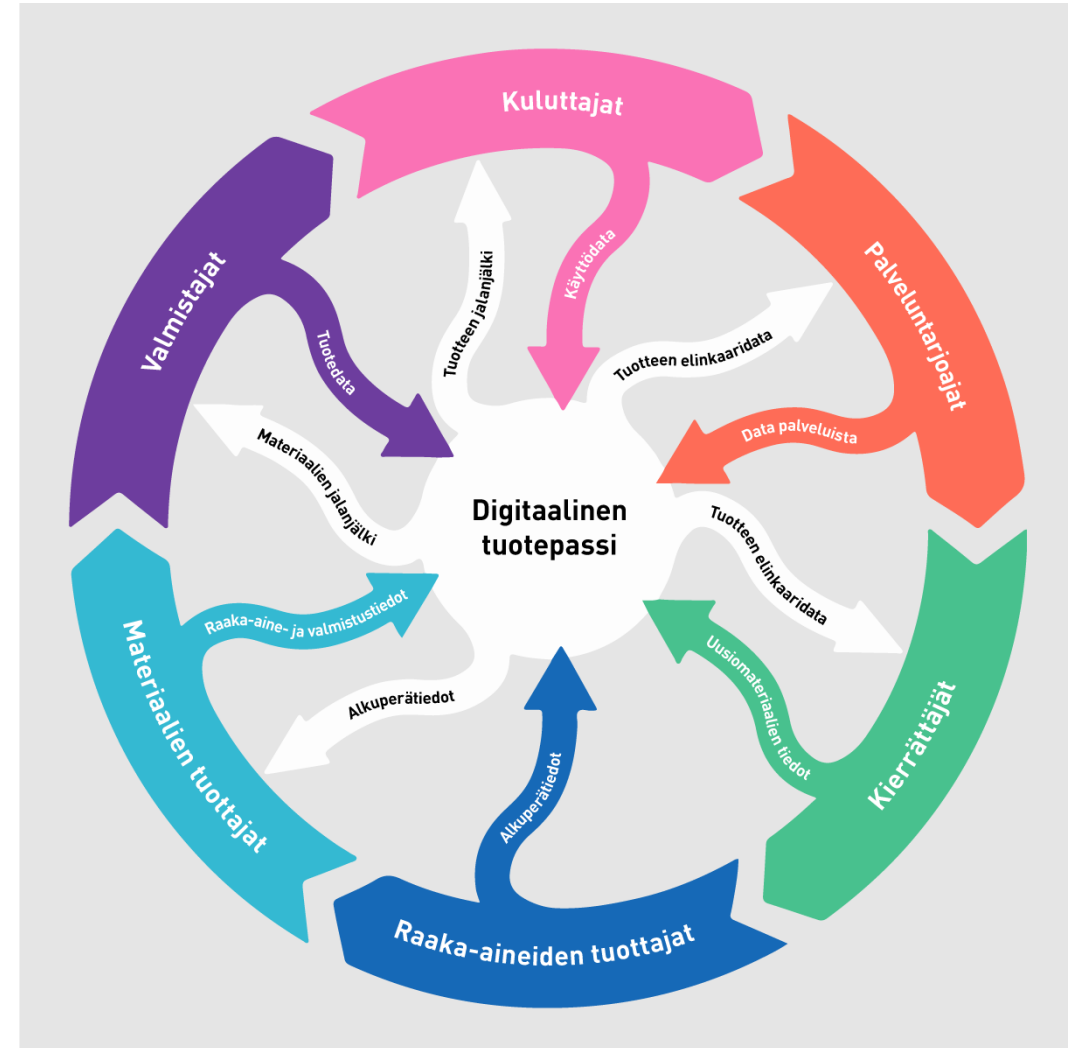 Kuluttajat
Palveluntarjoajat
Kierrättäjät
Raaka-aineiden tuottajat
Materiaalien tuottajat
Valmistajat
Tuotteen jalanjälki
Käyttödata
Tuotteen elinkaaridata
Data palveluista
Tuotteen elinkaaridata
Uusiomateriaalien tiedot
Alkuperätiedot
Alkuperätiedot
Raaka-aine- ja valmistustiedot
Materiaalien jalanjälki
Tuotedata
Digitaalinen
tuotepassi